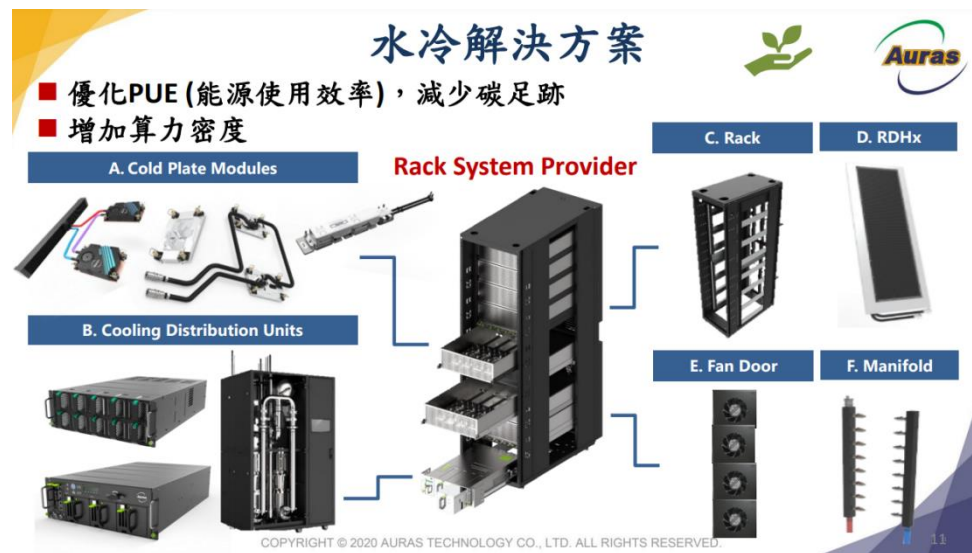 水冷解決方案
Auras
優化PUE (能源使用效率)，減少碳足跡
增加算力密度
A. Cold Plate Modules
Rack System Provider
C. Rack
D. RDHx
B. Cooling Distribution Units
E. Fan Door
F. Manifold
COPYRIGHT © 2020 AURAS TECHNOLOGY CO., LTD. ALL RIGHTS RESERVED.
11